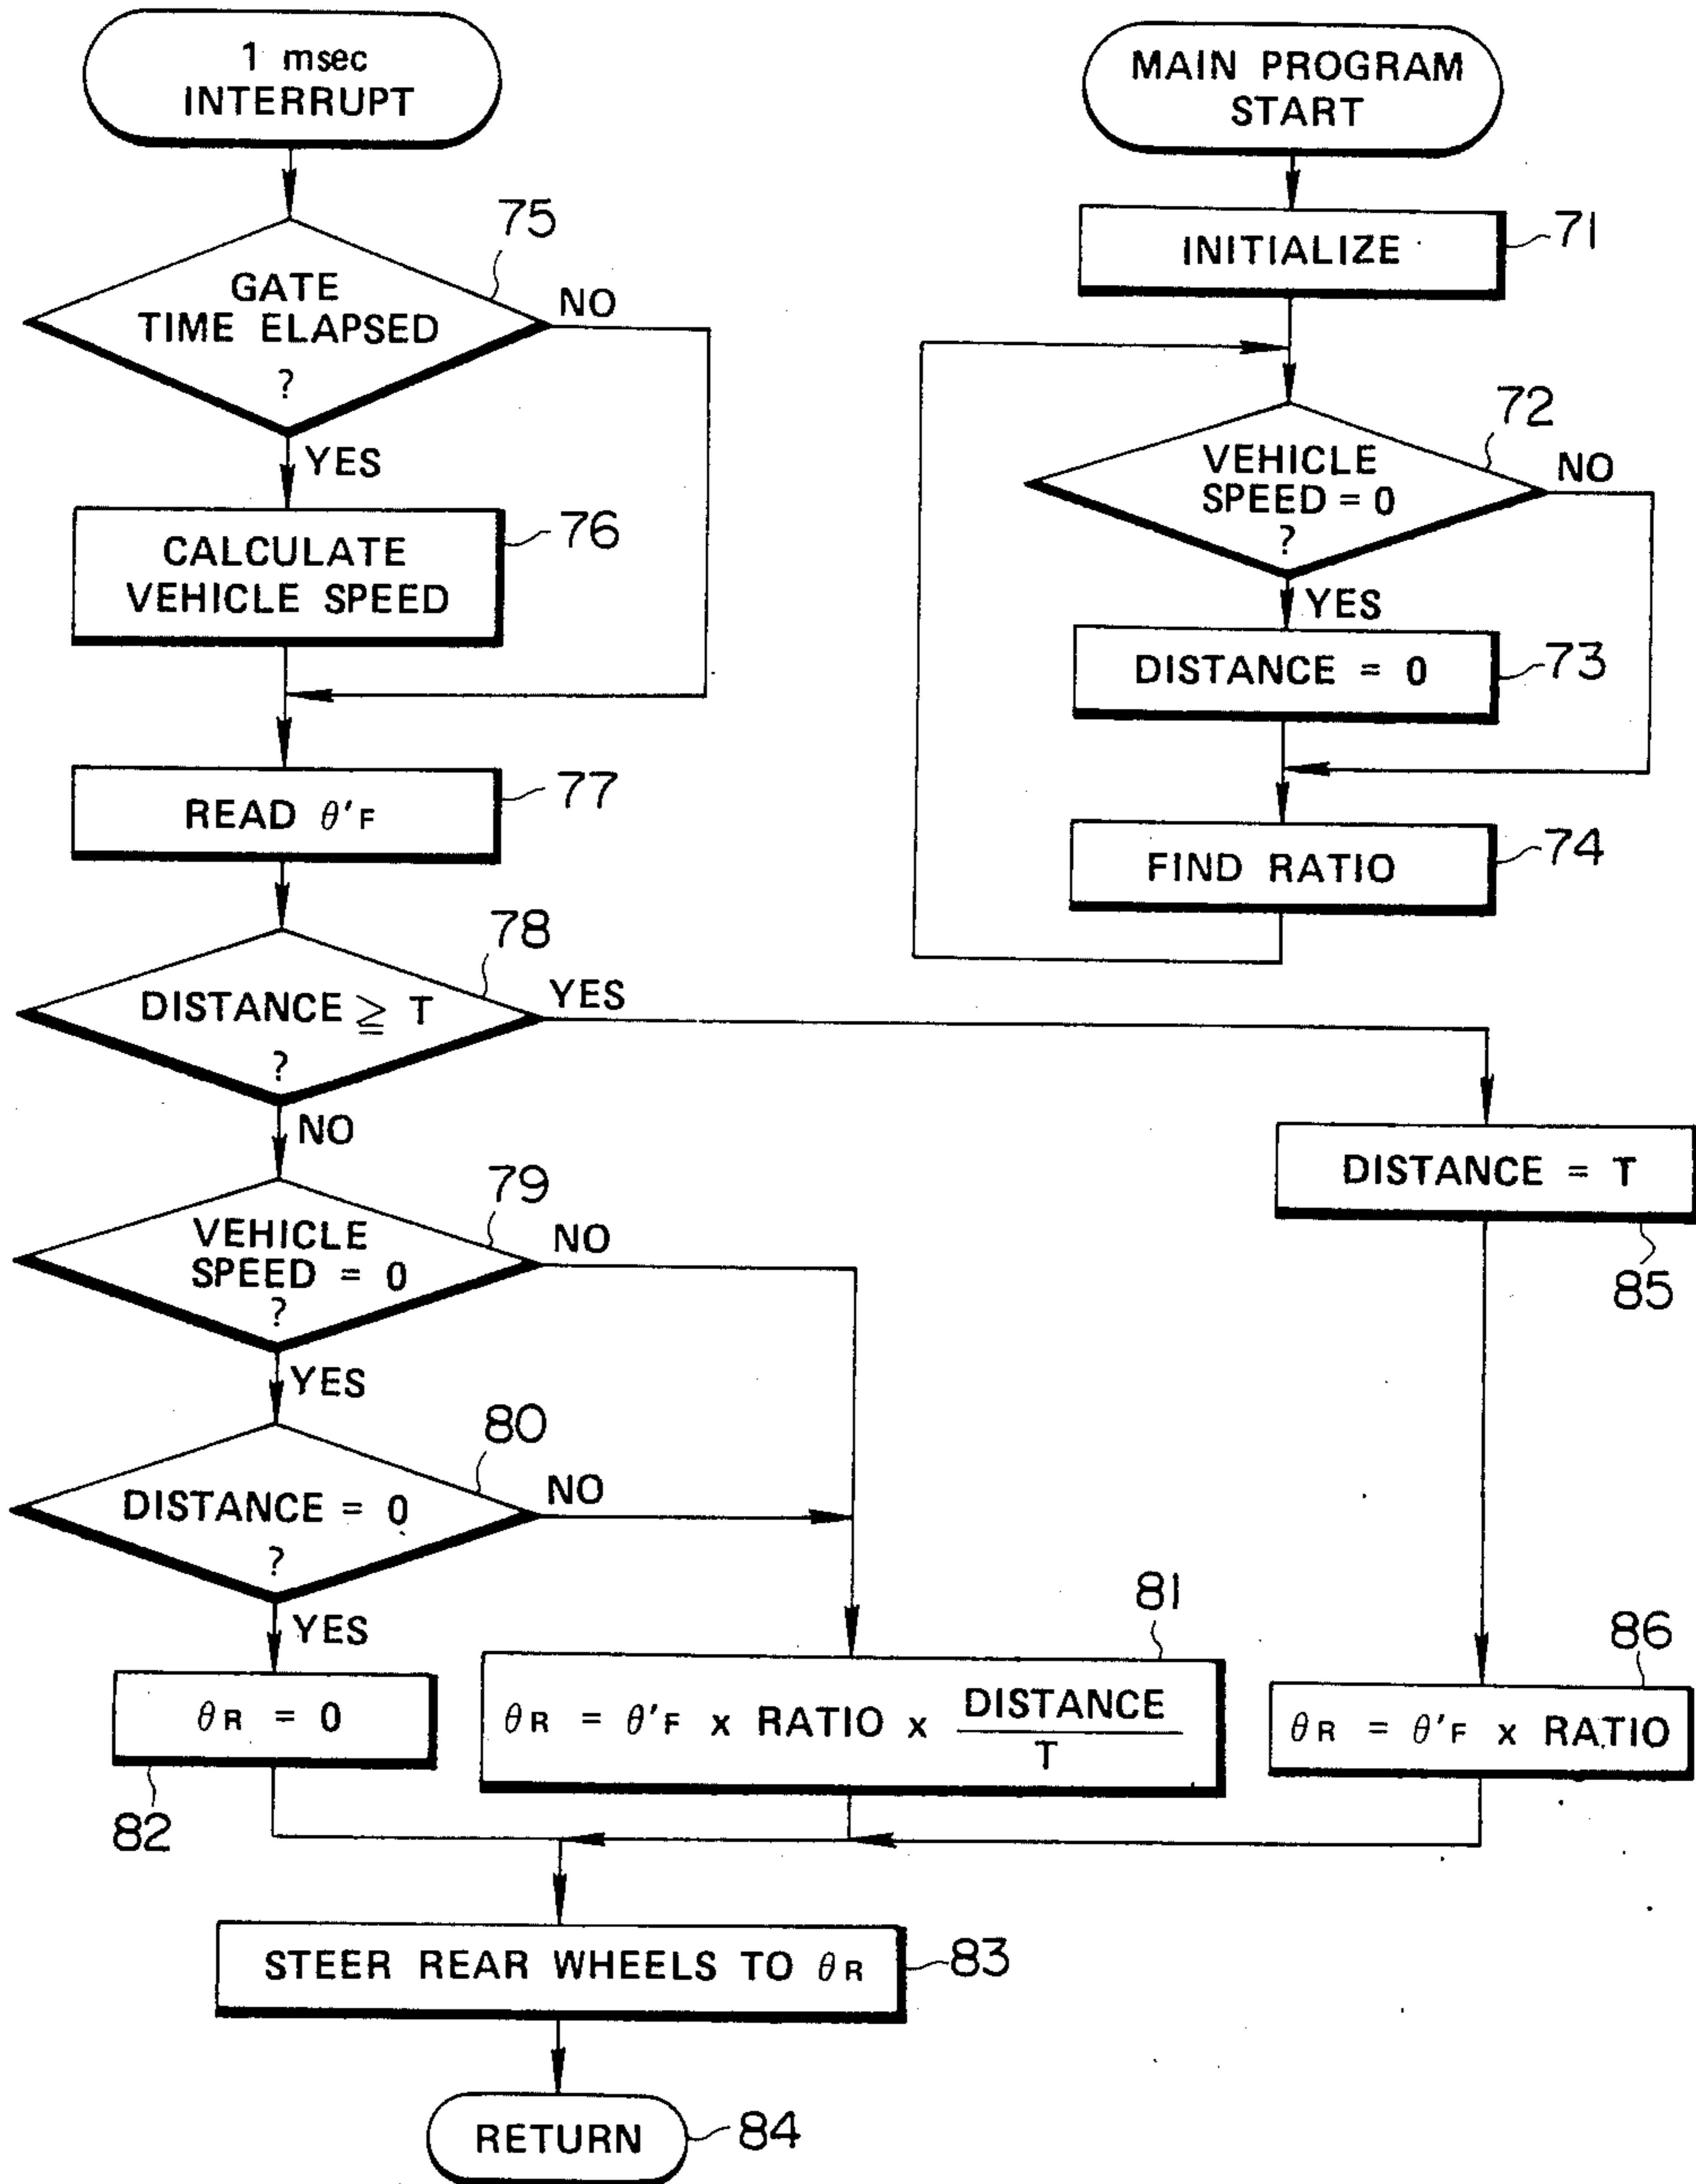 1 msec
INTERRUPT
75
GATE
TIME ELAPSED
?
NO
YES
76
CALCULATE
VEHICLE SPEED
77
READ θ'F
78
DISTANCE ≧ T
?
YES
NO
79
VEHICLE
SPEED = 0
?
NO
YES
80
DISTANCE = 0
?
NO
YES
θR = 0
82
81
θR = θ'F x RATIO x DISTANCE
T
DISTANCE = T
85
86
θR = θ'F x RATIO
STEER REAR WHEELS TO θR
83
RETURN
84
MAIN PROGRAM
START
INITIALIZE
71
72
VEHICLE
SPEED = 0
?
NO
YES
DISTANCE = 0
73
FIND RATIO
74